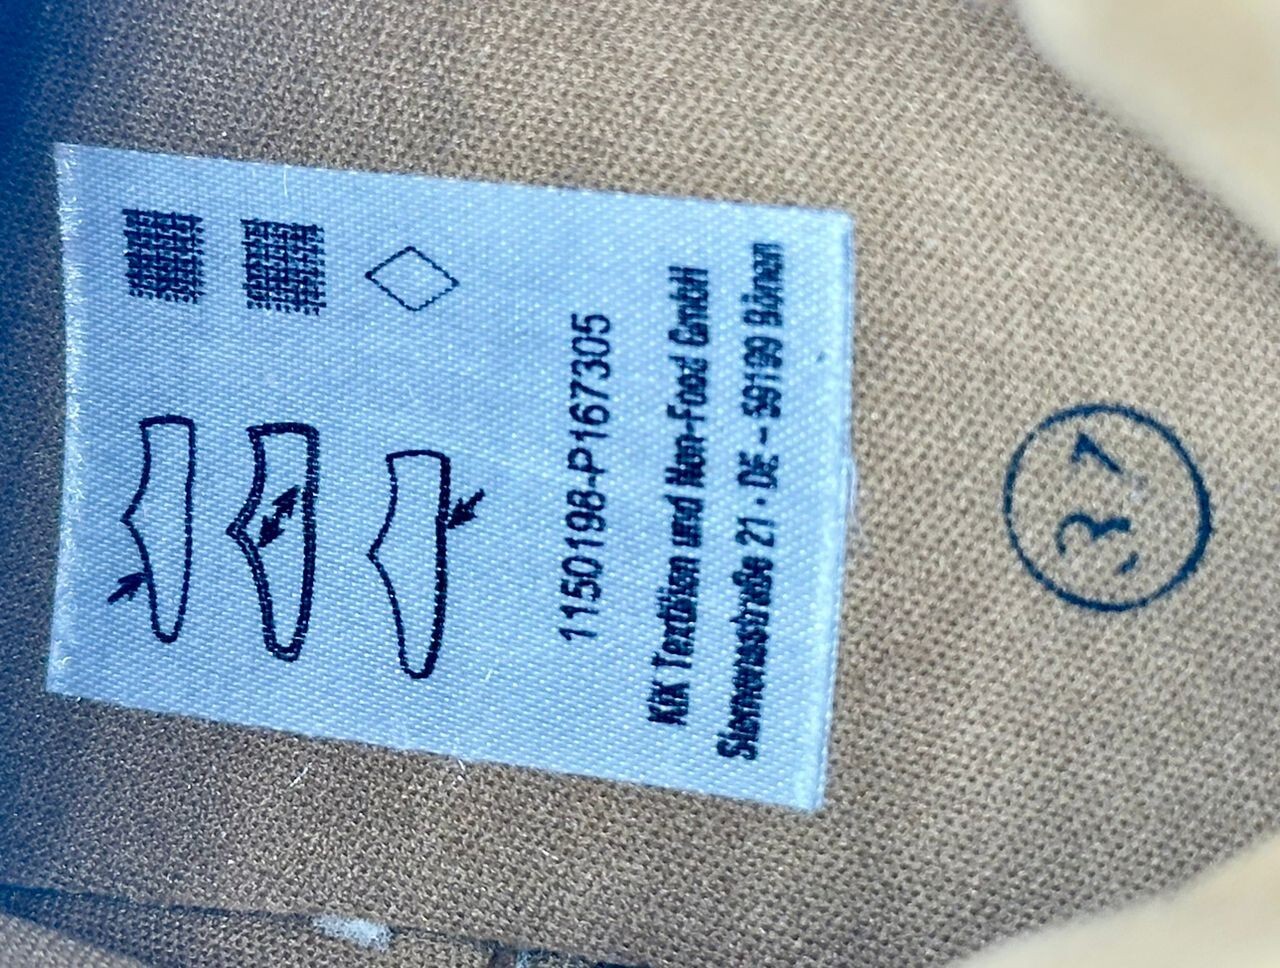 1150198-P167305
KiK Textilien und Non-Food GmbH
Siemensstraße 21 · DE – 59199 Bönen
37